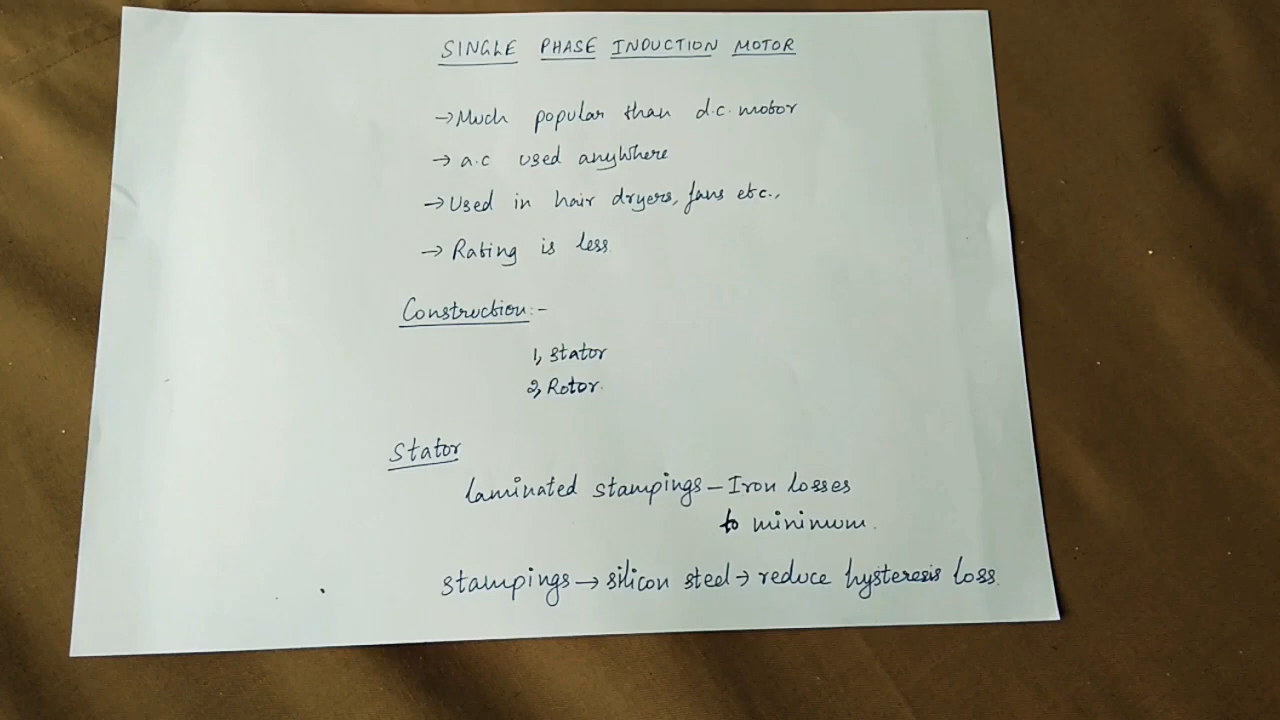 SINGLE PHASE INDUCTION MOTOR
→ Much popular than d.c. motor
→ a.c used anywhere
→ Used in hair dryers, fans etc.,
→ Rating is less.
Construction:-
1, Stator
2, Rotor.
Stator
laminated stampings – Iron losses
to minimum.
stampings → silicon steel → reduce hysteresis loss.